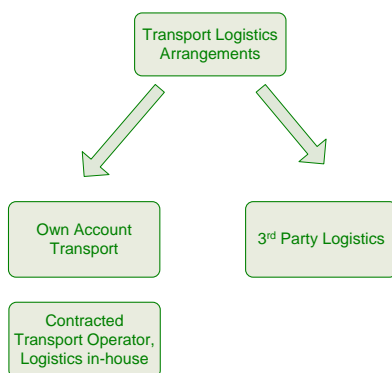 Transport Logistics
Arrangements
Own Account
Transport
3rd Party Logistics
Contracted
Transport Operator,
Logistics in-house